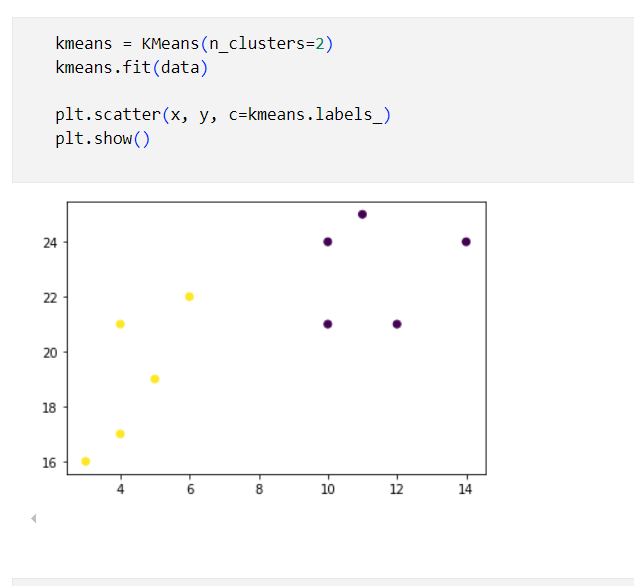 kmeans = KMeans(n_clusters=2)
kmeans.fit(data)
plt.scatter(x, y, c=kmeans.labels_)
plt.show()
24
22
20
18
16
4 6 8 10 12 14